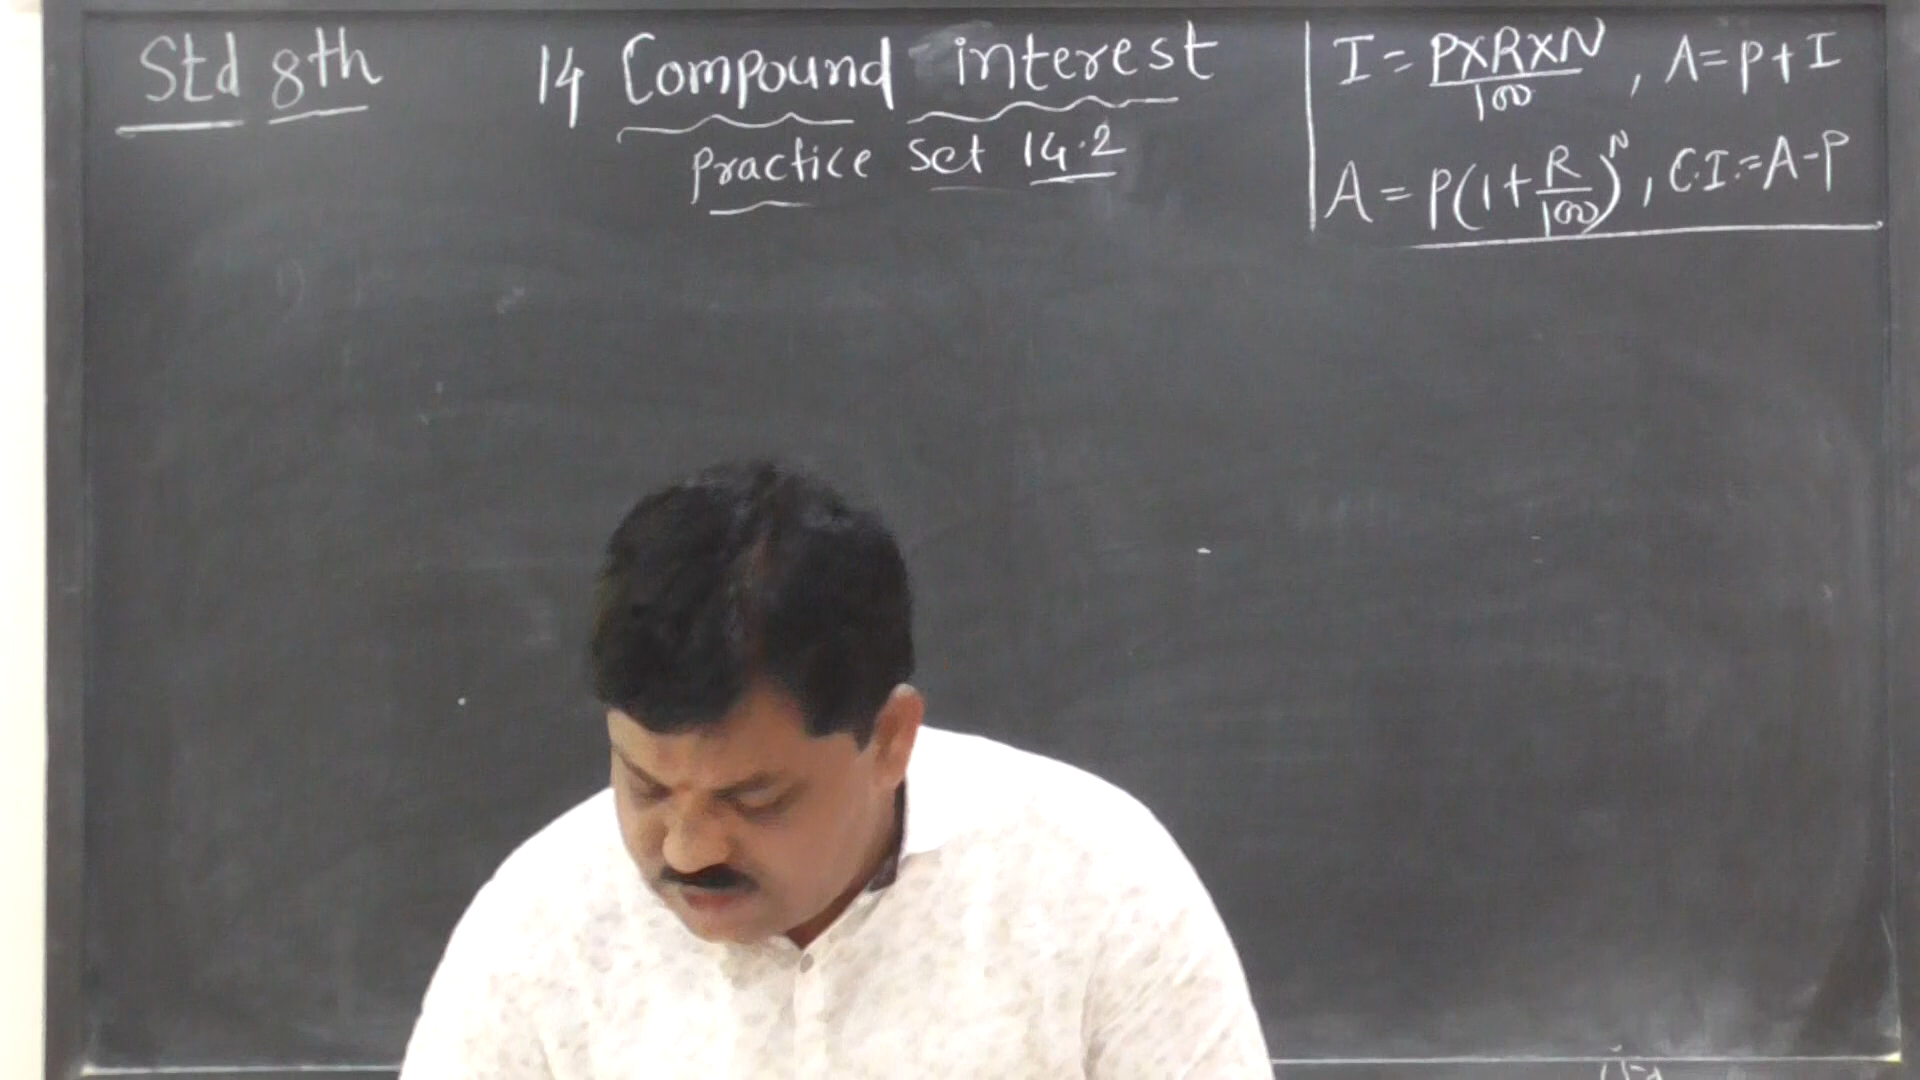 Std 8th
14 Compound interest
practice set 14.2
I = PXRXN/100 , A = P + I
A = P(1 + R/100)^N , C.I. = A - P